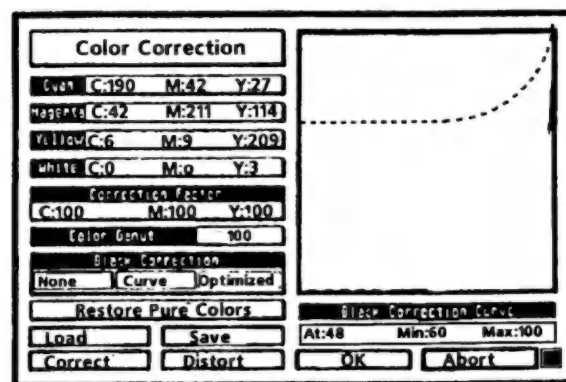 Color Correction
Cyan C:190 M:42 Y:27
Magenta C:42 M:211 Y:114
Yellow C:6 M:9 Y:209
White C:0 M:o Y:3
Correction Factor
C:100 M:100 Y:100
Color Gamut 100
Black Correction
None Curve Optimized
Restore Pure Colors
Load Save
Correct Distort
Black Correction Curve
At:48 Min:60 Max:100
OK Abort